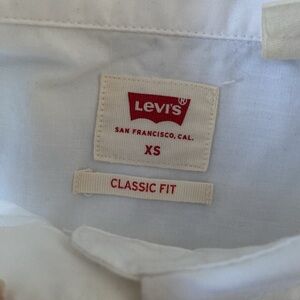 LEVI'S®
SAN FRANCISCO, CAL.
XS
CLASSIC FIT